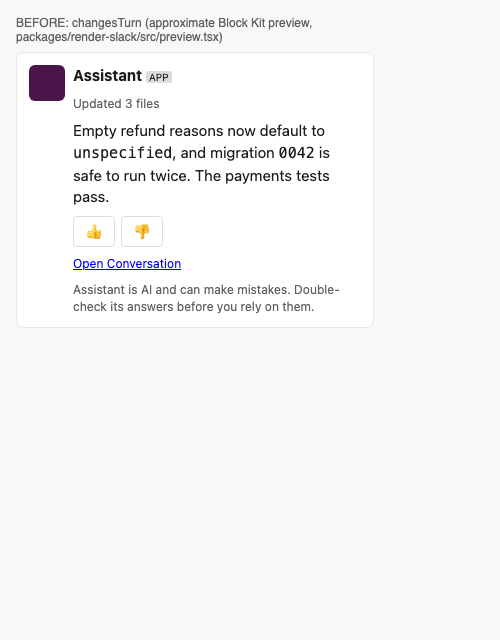 BEFORE: changesTurn (approximate Block Kit preview,
packages/render-slack/src/preview.tsx)
Assistant APP
Updated 3 files
Empty refund reasons now default to
unspecified, and migration 0042 is
safe to run twice. The payments tests
pass.
Open Conversation
Assistant is AI and can make mistakes. Double-
check its answers before you rely on them.